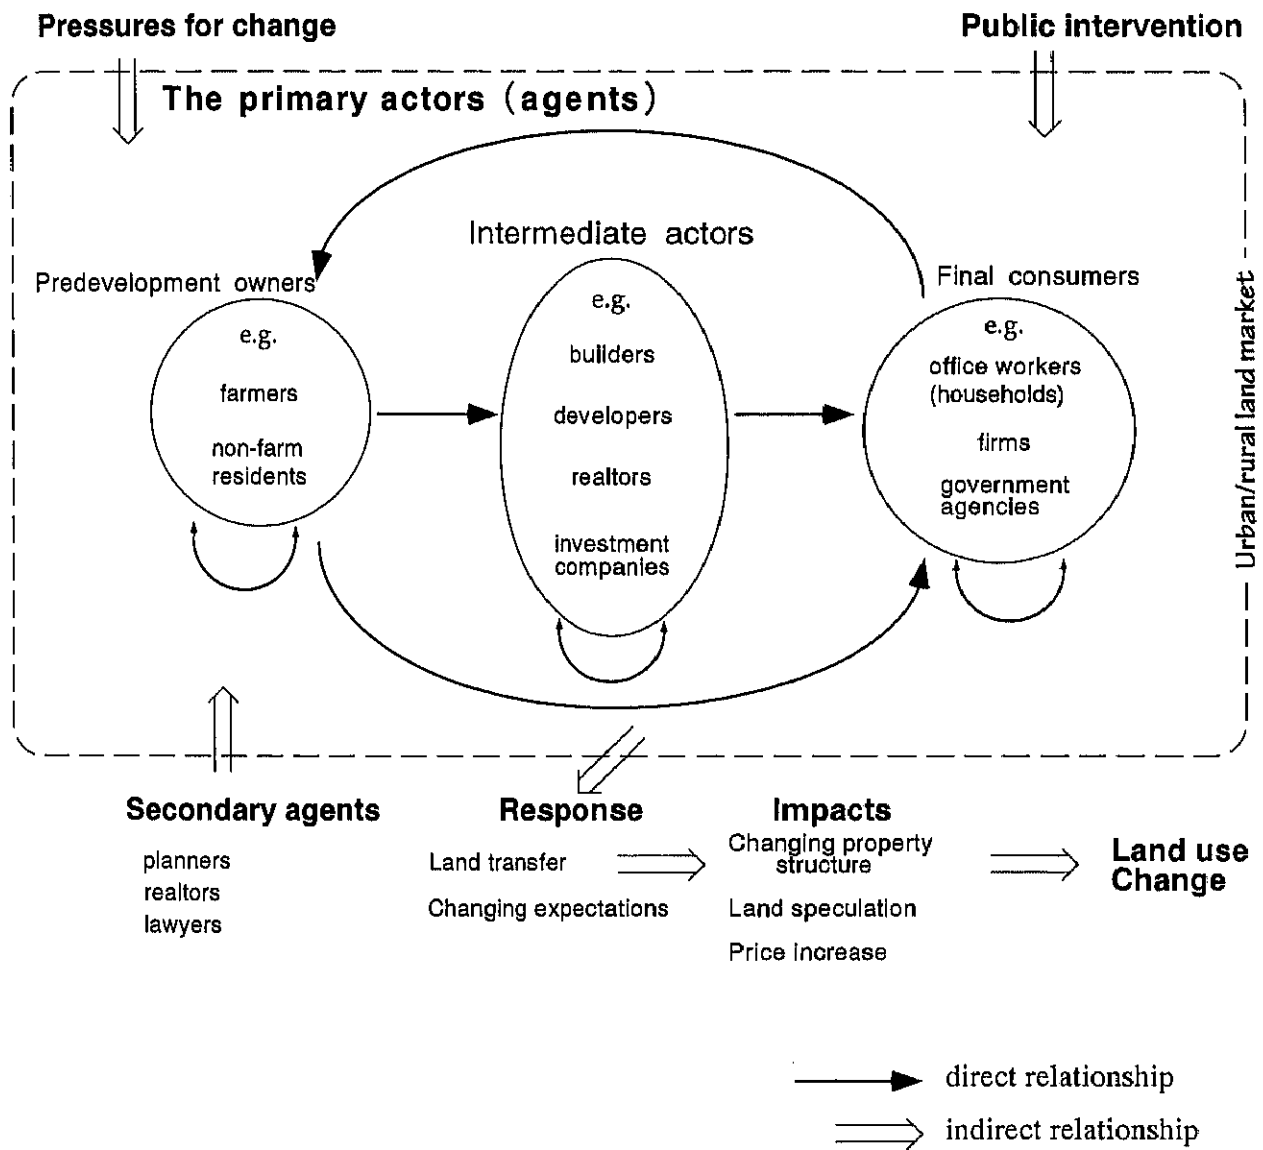 Pressures for change
Public intervention
The primary actors (agents)
Intermediate actors
Predevelopment owners
Final consumers
e.g.
farmers
non-farm
residents
e.g.
builders
developers
realtors
investment
companies
e.g.
office workers
(households)
firms
government
agencies
Urban/rural land market
Secondary agents
planners
realtors
lawyers
Response
Land transfer
Changing expectations
Impacts
Changing property
structure
Land speculation
Price increase
Land use
Change
direct relationship
indirect relationship